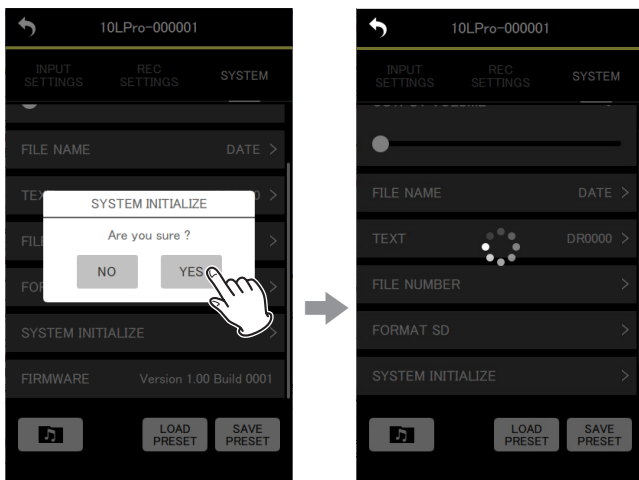 10LPro-000001
INPUT
SETTINGS
REC
SETTINGS
SYSTEM
FILE NAME
DATE >
SYSTEM INITIALIZE
Are you sure ?
NO
YES
SYSTEM INITIALIZE >
FIRMWARE
Version 1.00 Build 0001
LOAD
PRESET
SAVE
PRESET
10LPro-000001
INPUT
SETTINGS
REC
SETTINGS
SYSTEM
FILE NAME
DATE >
TEXT
DR0000 >
FILE NUMBER >
FORMAT SD >
SYSTEM INITIALIZE >
LOAD
PRESET
SAVE
PRESET